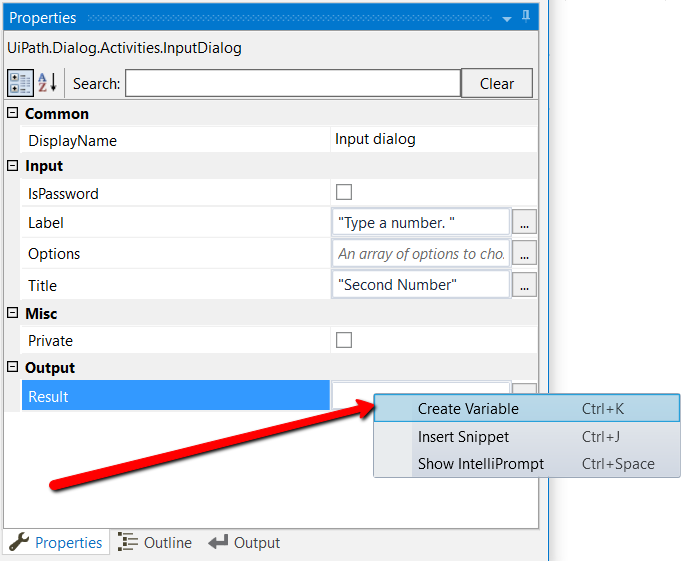 Properties
UiPath.Dialog.Activities.InputDialog
A Z Search: Clear
Common
DisplayName Input dialog
Input
IsPassword
Label "Type a number. " ...
Options An array of options to cho. ...
Title "Second Number" ...
Misc
Private
Output
Result
Create Variable Ctrl+K
Insert Snippet Ctrl+J
Show IntelliPrompt Ctrl+Space
Properties Outline Output